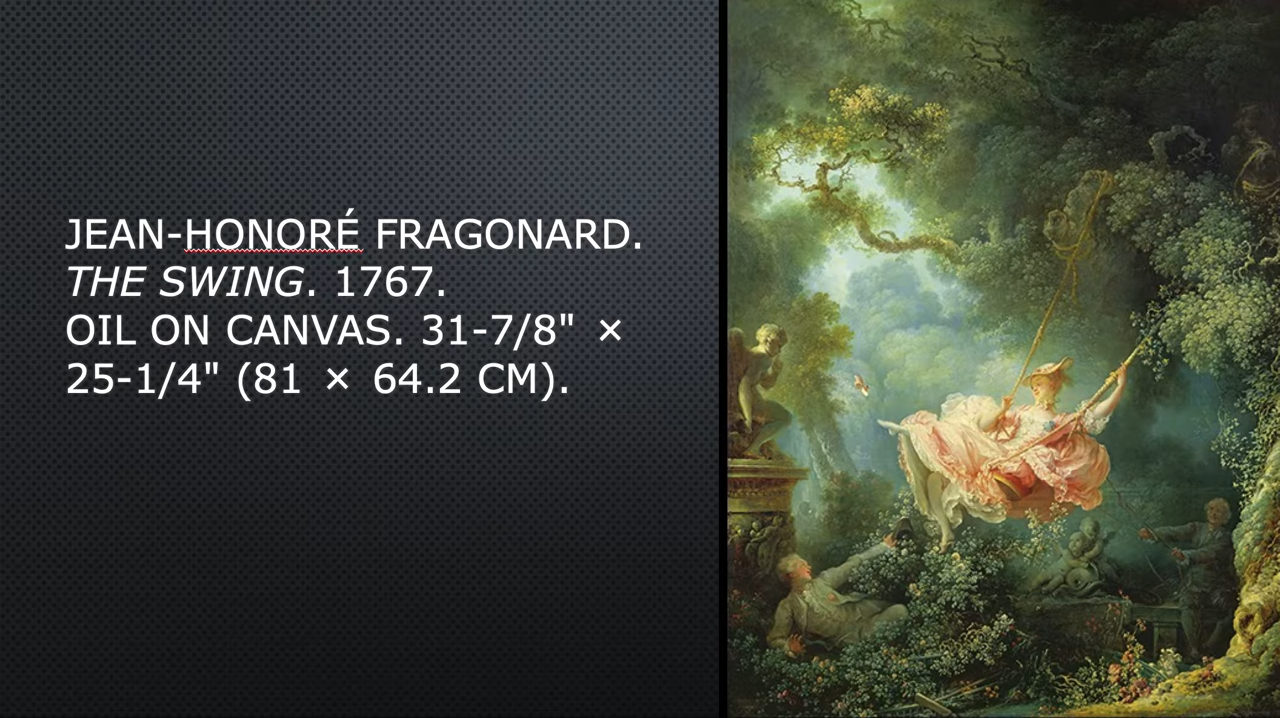 JEAN-HONORÉ FRAGONARD.
THE SWING. 1767.
OIL ON CANVAS. 31-7/8" ×
25-1/4" (81 × 64.2 CM).